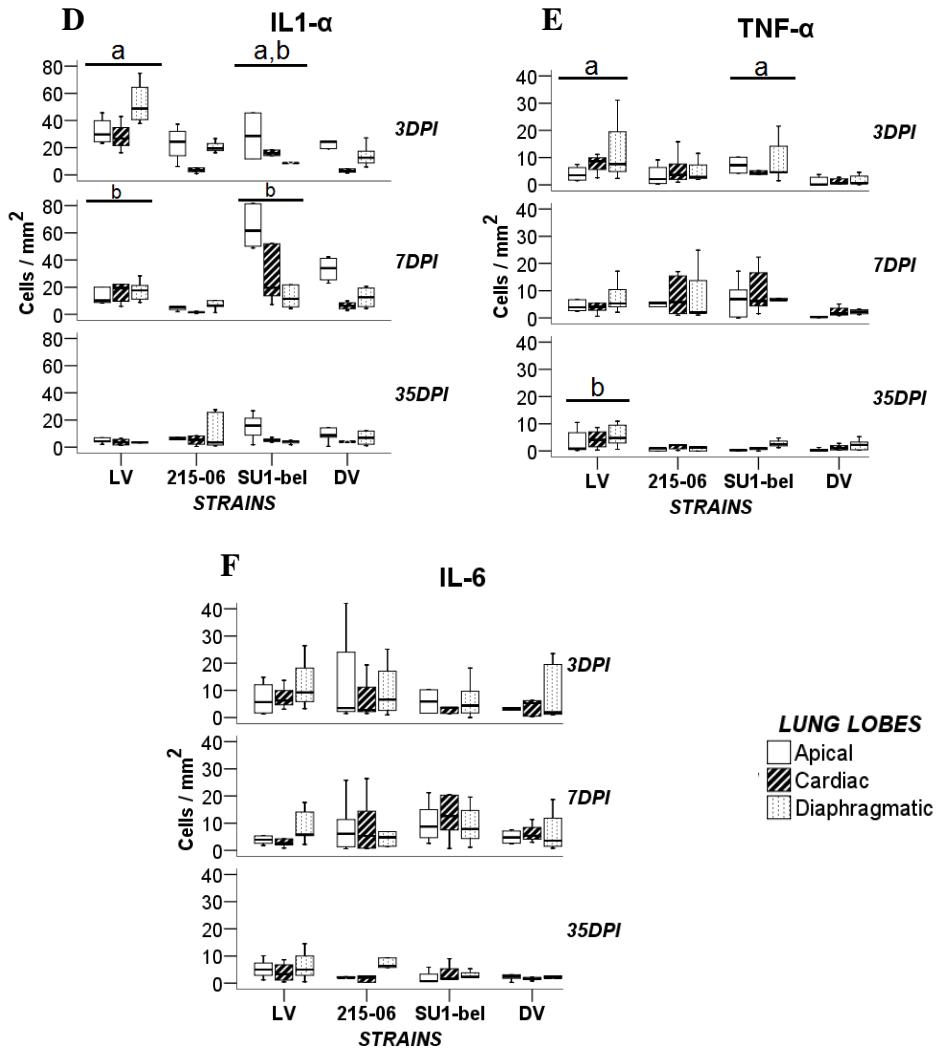 D
IL1-α
a
a,b
80
60
40
20
0
3DPI
b
b
80
60
40
20
0
7DPI
80
60
40
20
0
35DPI
Cells / mm2
LV 215-06 SU1-bel DV
STRAINS
E
TNF-α
a
a
40
30
20
10
0
3DPI
40
30
20
10
0
7DPI
b
40
30
20
10
0
35DPI
Cells / mm2
LV 215-06 SU1-bel DV
STRAINS
F
IL-6
40
30
20
10
0
3DPI
40
30
20
10
0
7DPI
40
30
20
10
0
35DPI
Cells / mm2
LV 215-06 SU1-bel DV
STRAINS
LUNG LOBES
Apical
Cardiac
Diaphragmatic